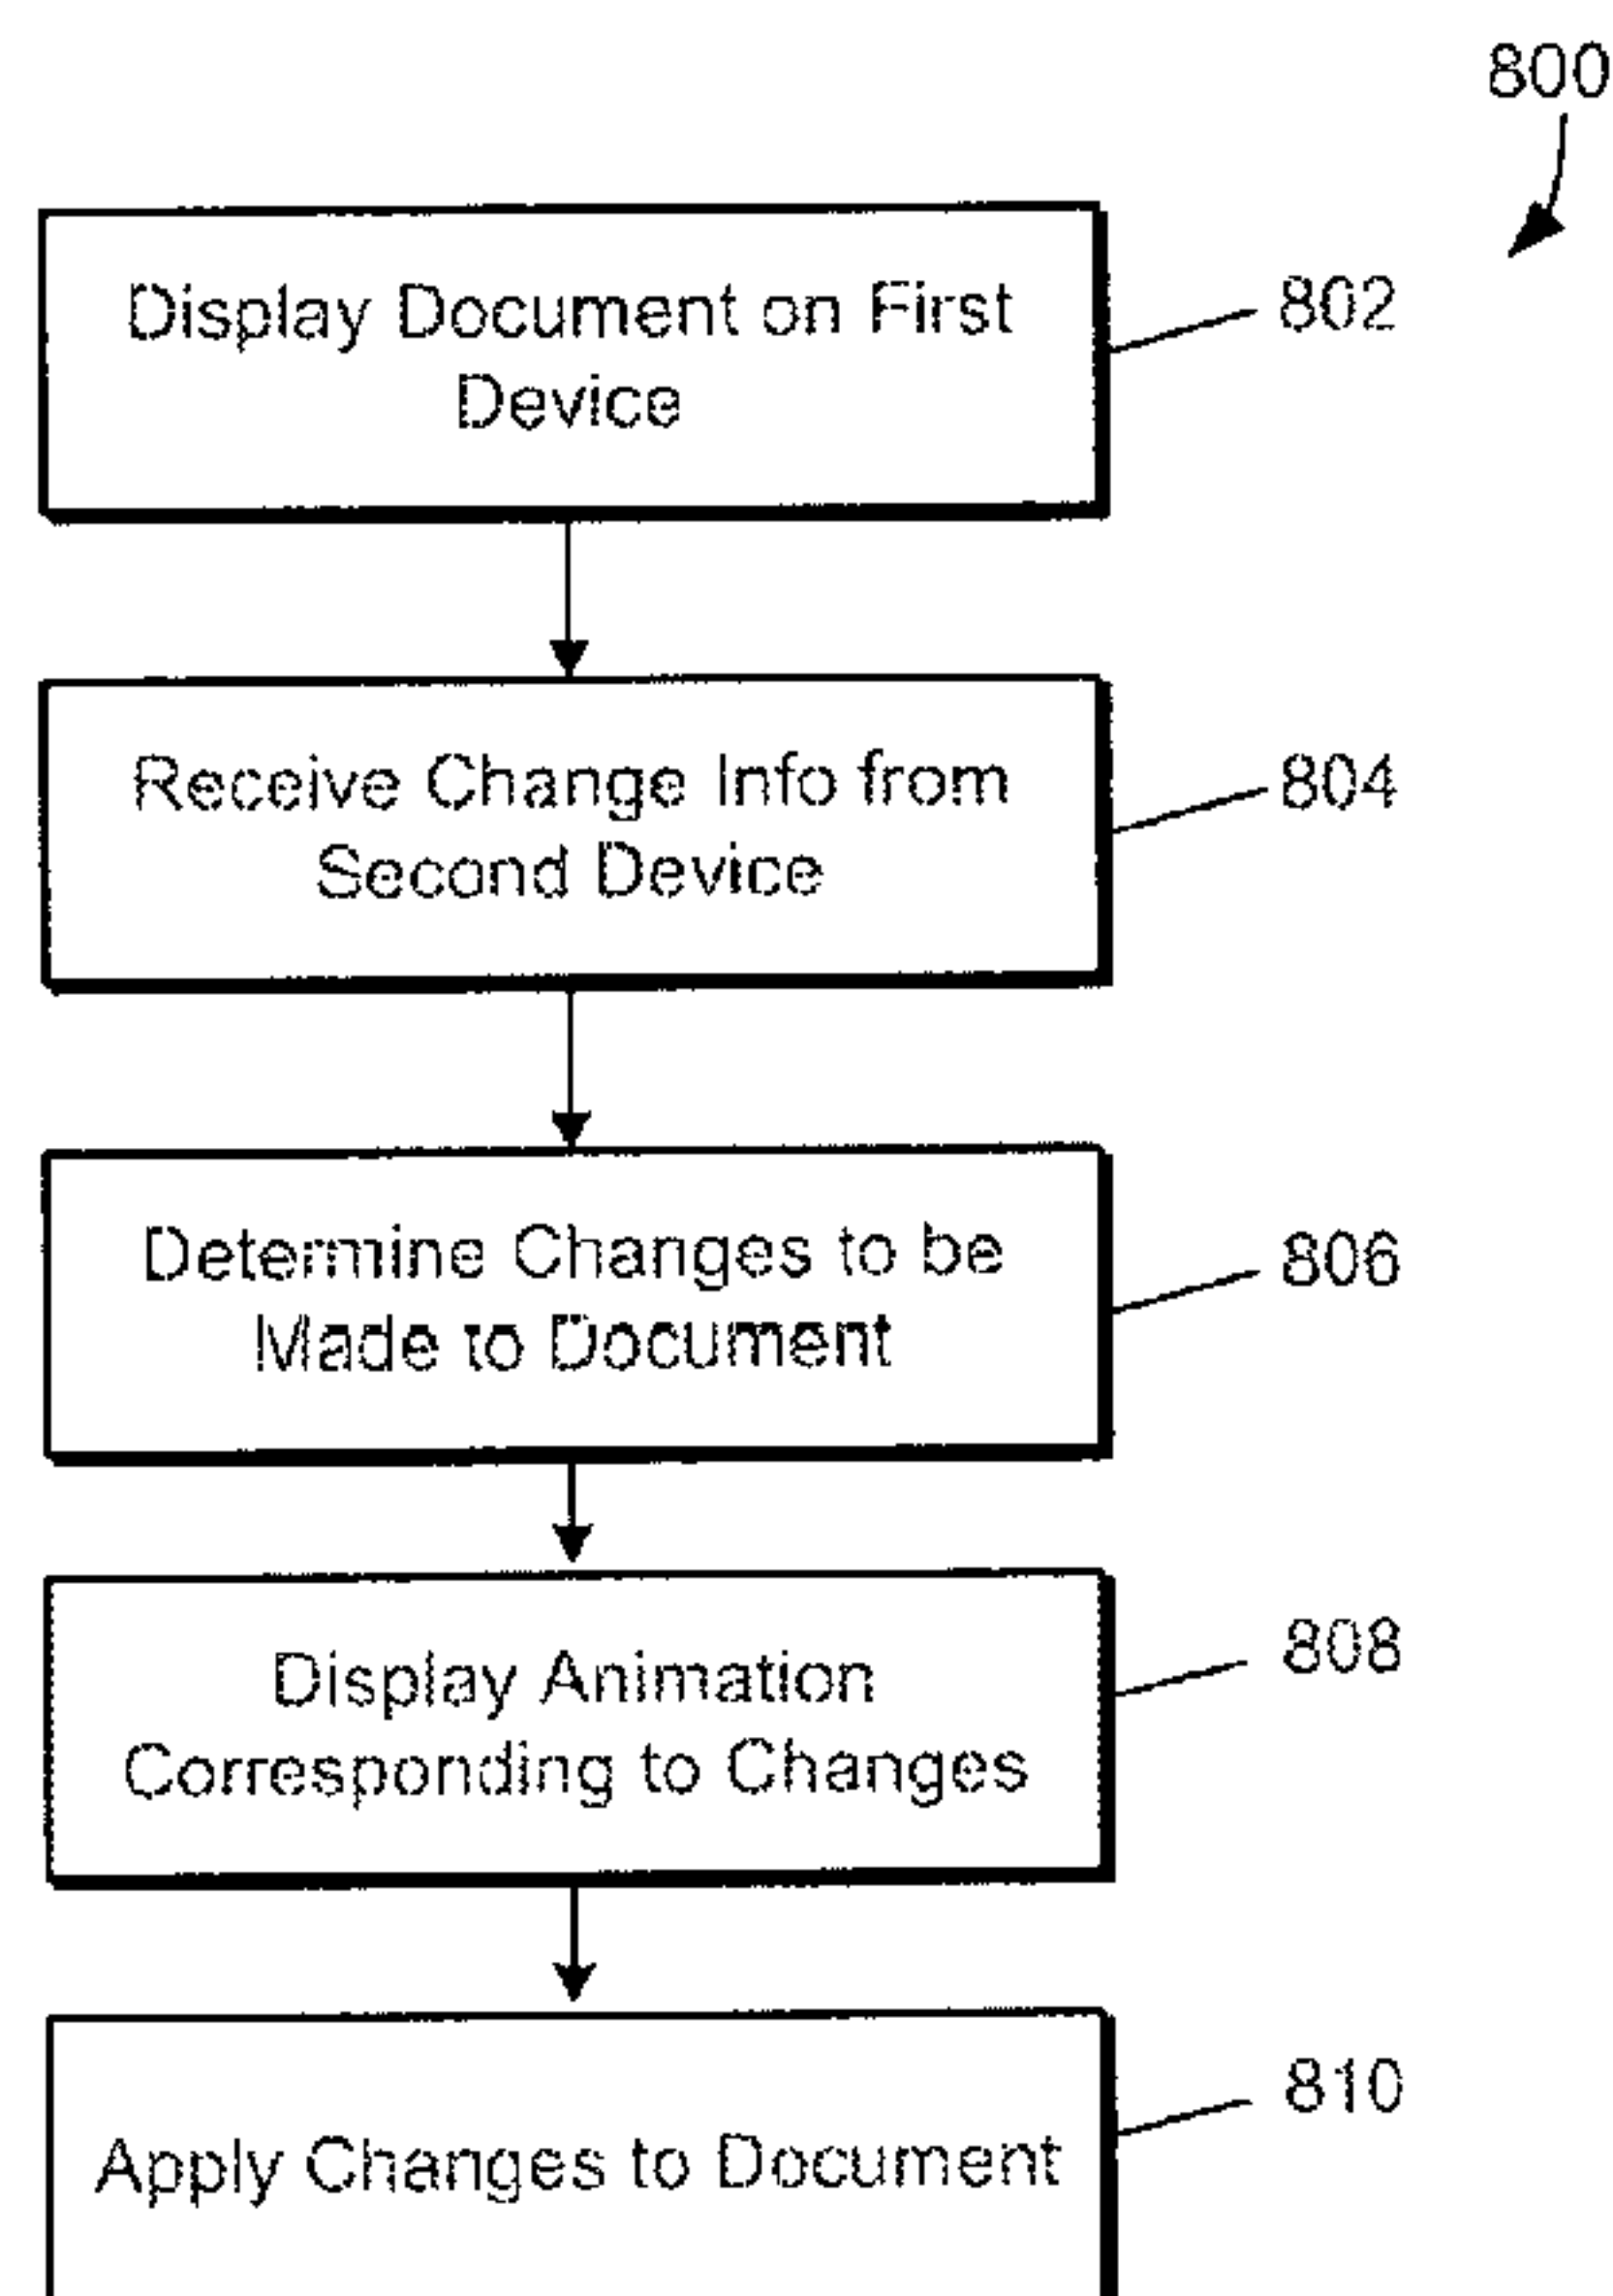 800
Display Document on First
Device
802
Receive Change Info from
Second Device
804
Determine Changes to be
Made to Document
806
Display Animation
Corresponding to Changes
808
Apply Changes to Document
810